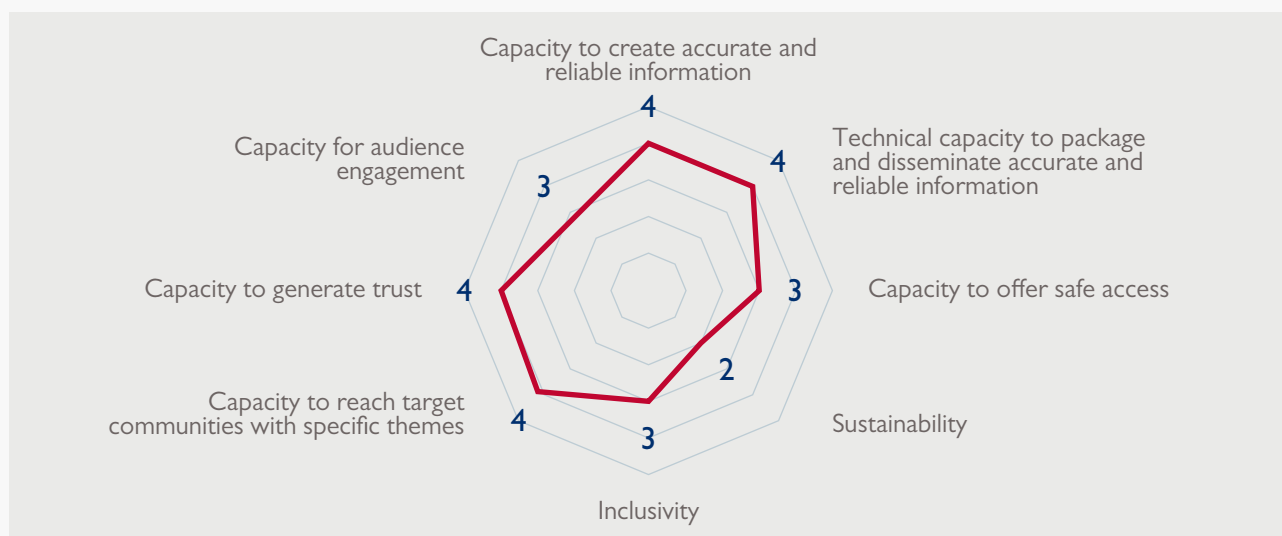 Capacity to create accurate and
reliable information
4
Technical capacity to package
and disseminate accurate and
reliable information
4
Capacity for audience
engagement
3
Capacity to generate trust
4
3
Capacity to offer safe access
2
Capacity to reach target
communities with specific themes
4
3
Sustainability
Inclusivity